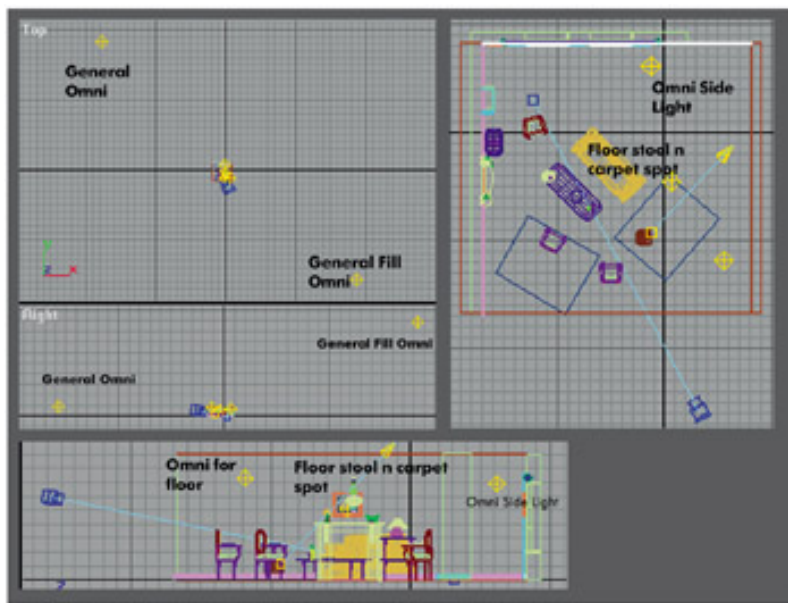 Top
General
Omni
General Fill
Omni
x
Right
General Fill Omni
General Omni
Omni Side
Light
Floor stool n
carpet spot
Omni for
floor
Floor stool n carpet
spot
Omni Side Light
z